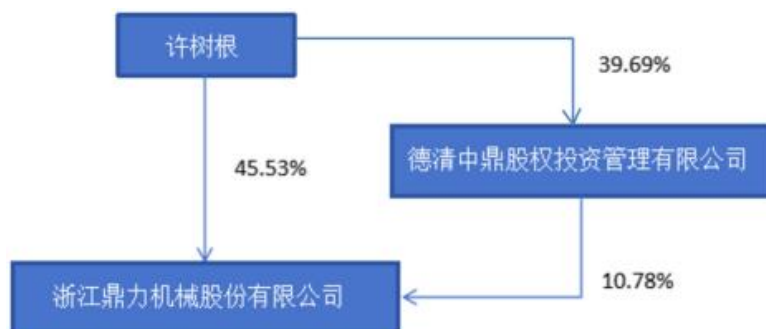 许树根
39.69%
45.53%
德清中鼎股权投资管理有限公司
浙江鼎力机械股份有限公司
10.78%